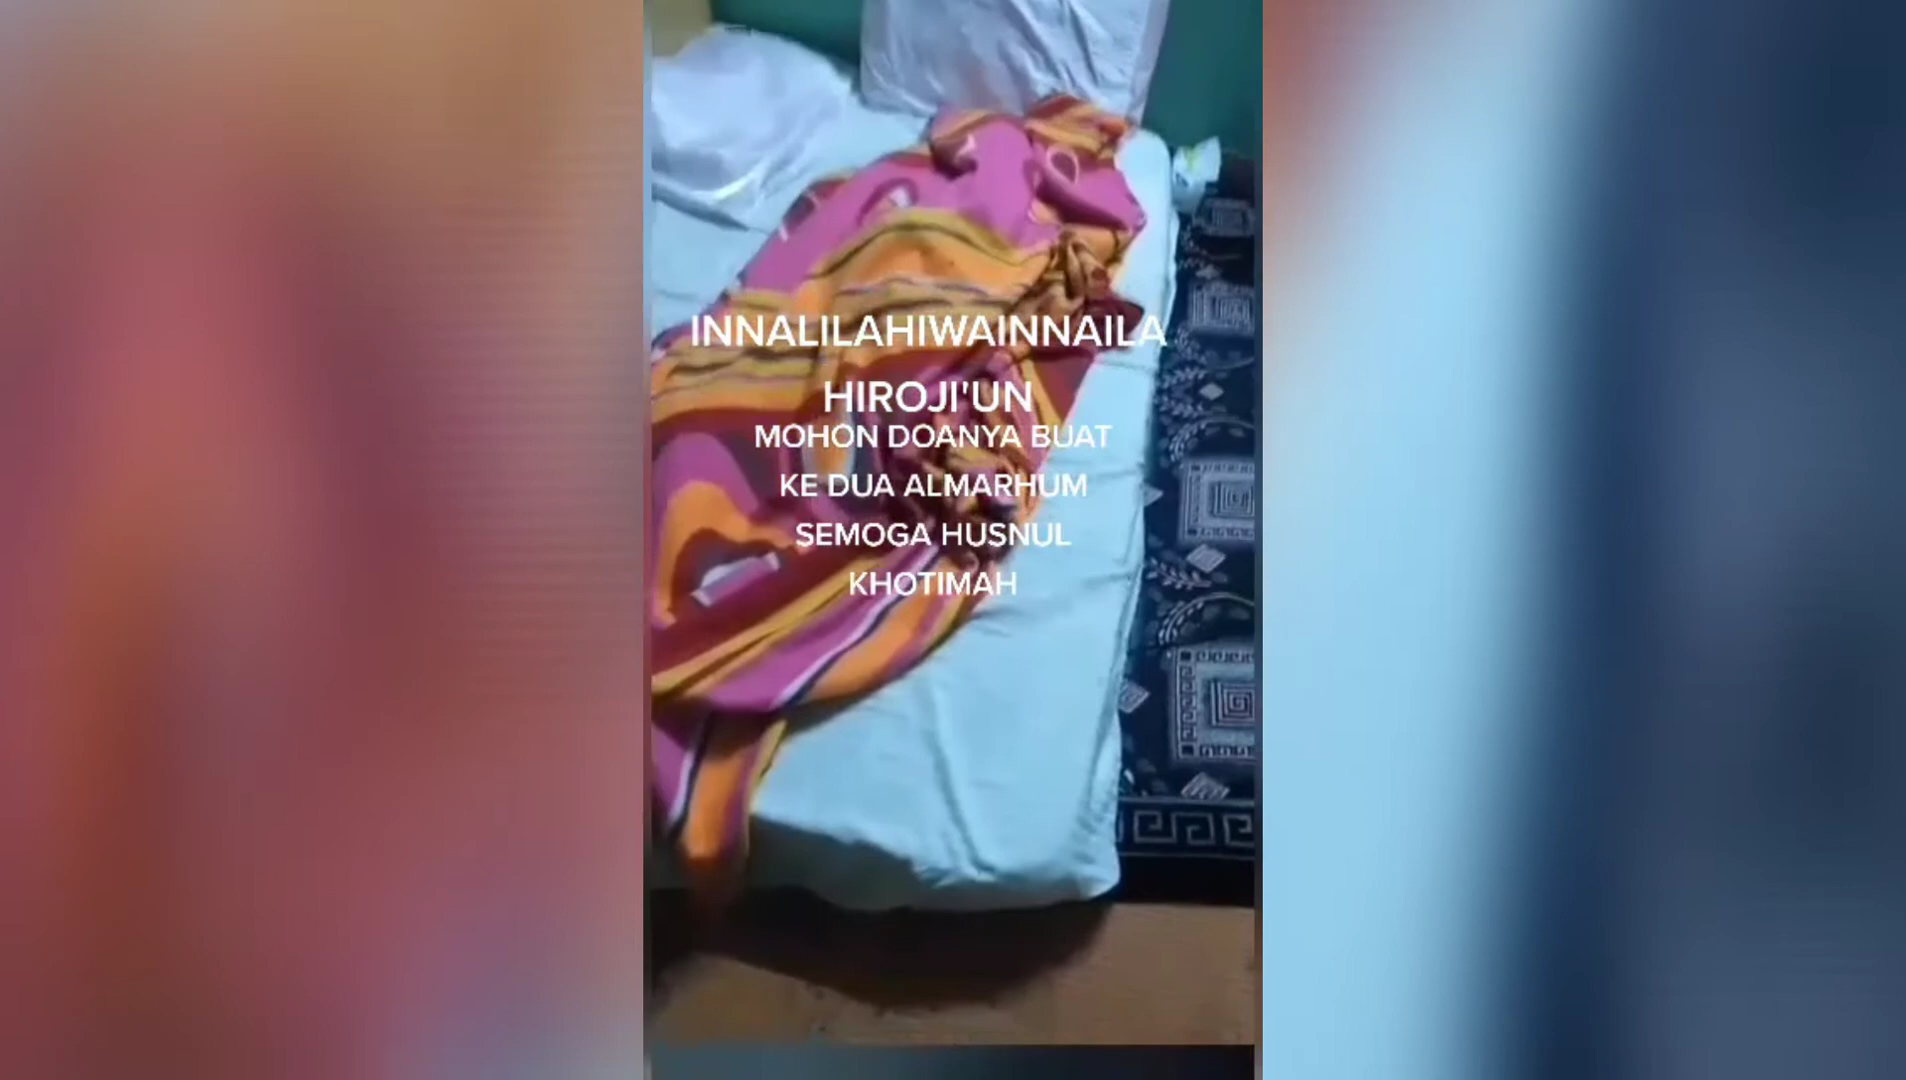 INNALILAHIWAINNAILA
HIROJI'UN
MOHON DOANYA BUAT
KE DUA ALMARHUM
SEMOGA HUSNUL
KHOTIMAH